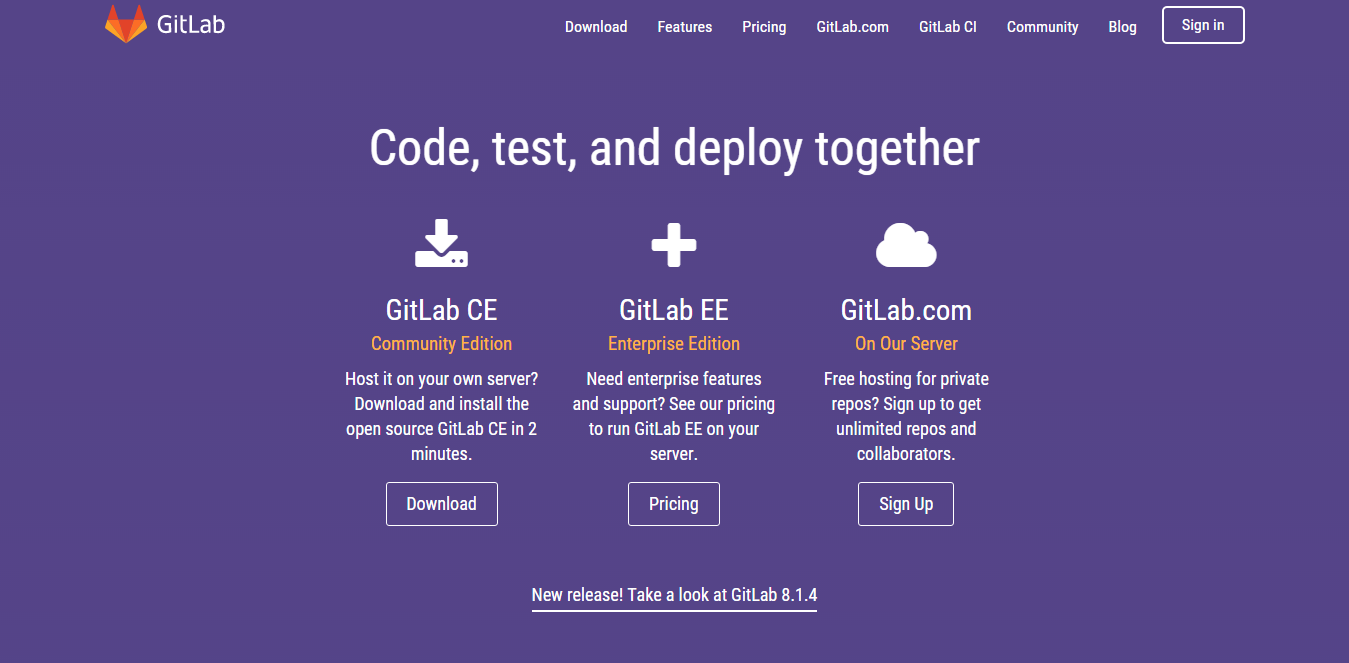 GitLab
Download Features Pricing GitLab.com GitLab CI Community Blog Sign in
Code, test, and deploy together
GitLab CE
Community Edition
Host it on your own server?
Download and install the
open source GitLab CE in 2
minutes.
Download
GitLab EE
Enterprise Edition
Need enterprise features
and support? See our pricing
to run GitLab EE on your
server.
Pricing
GitLab.com
On Our Server
Free hosting for private
repos? Sign up to get
unlimited repos and
collaborators.
Sign Up
New release! Take a look at GitLab 8.1.4